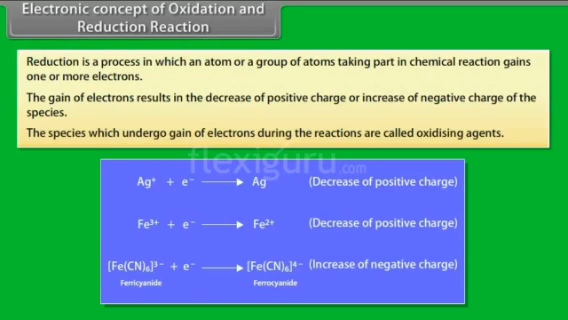 Electronic concept of Oxidation and
Reduction Reaction
Reduction is a process in which an atom or a group of atoms taking part in chemical reaction gains
one or more electrons.
The gain of electrons results in the decrease of positive charge or increase of negative charge of the
species.
The species which undergo gain of electrons during the reactions are called oxidising agents.
flexiguru.com
Ag⁺ + e⁻ ⟶ Ag (Decrease of positive charge)
Fe³⁺ + e⁻ ⟶ Fe²⁺ (Decrease of positive charge)
[Fe(CN)₆]³⁻ + e⁻ ⟶ [Fe(CN)₆]⁴⁻ (Increase of negative charge)
Ferricyanide Ferrocyanide